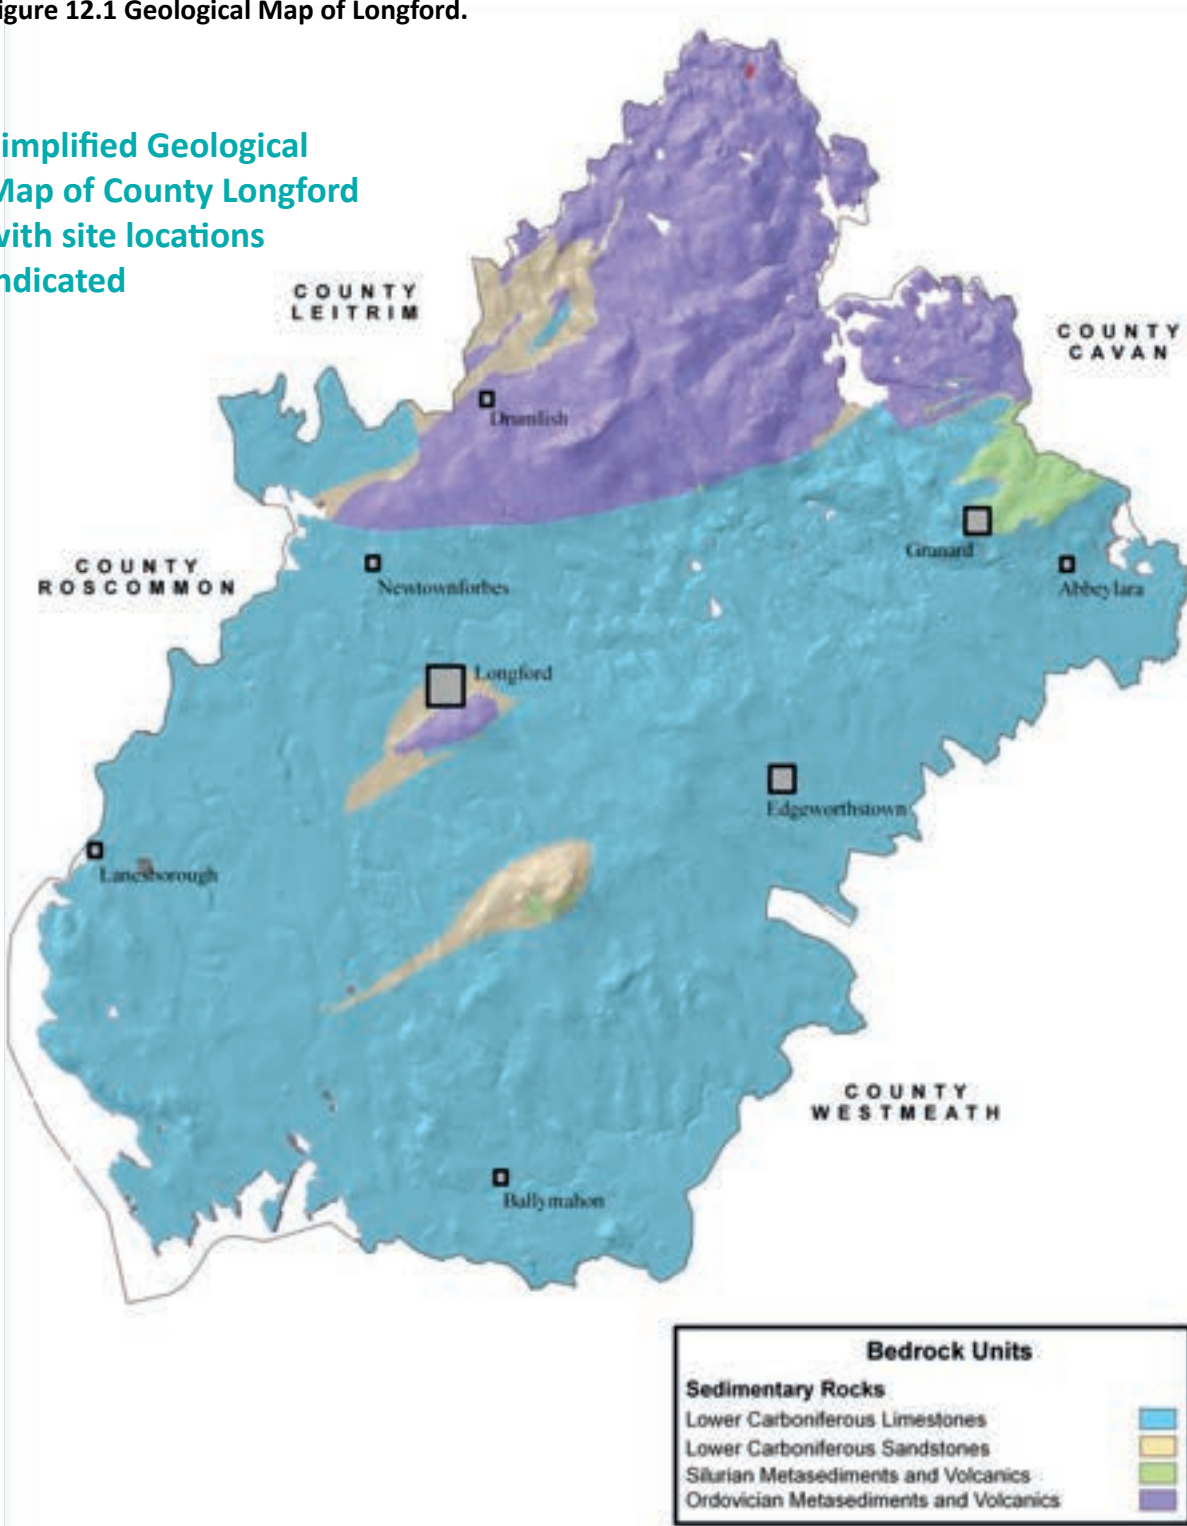 igure 12.1 Geological Map of Longford.
implified Geological
Map of County Longford
with site locations
ndicated
COUNTY
LEITRIM
COUNTY
CAVAN
Drumlish
COUNTY
ROSCOMMON
Granard
Newtownforbes
Abbeylara
Longford
Edgeworthstown
Lanesborough
COUNTY
WESTMEATH
Ballymahon
Bedrock Units
Sedimentary Rocks
Lower Carboniferous Limestones
Lower Carboniferous Sandstones
Silurian Metasediments and Volcanics
Ordovician Metasediments and Volcanics